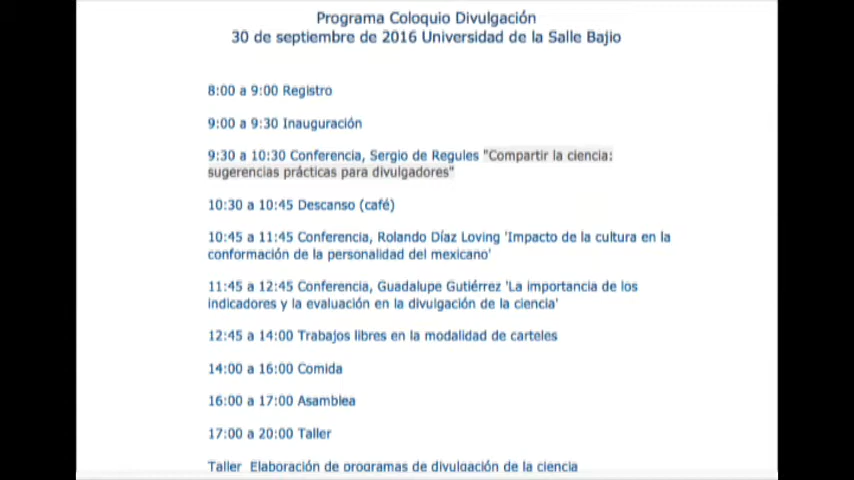 Programa Coloquio Divulgación
30 de septiembre de 2016 Universidad de la Salle Bajio
8:00 a 9:00 Registro
9:00 a 9:30 Inauguración
9:30 a 10:30 Conferencia, Sergio de Regules "Compartir la ciencia:
sugerencias prácticas para divulgadores"
10:30 a 10:45 Descanso (café)
10:45 a 11:45 Conferencia, Rolando Díaz Loving 'Impacto de la cultura en la
conformación de la personalidad del mexicano'
11:45 a 12:45 Conferencia, Guadalupe Gutiérrez 'La importancia de los
indicadores y la evaluación en la divulgación de la ciencia'
12:45 a 14:00 Trabajos libres en la modalidad de carteles
14:00 a 16:00 Comida
16:00 a 17:00 Asamblea
17:00 a 20:00 Taller
Taller Elaboración de programas de divulgación de la ciencia